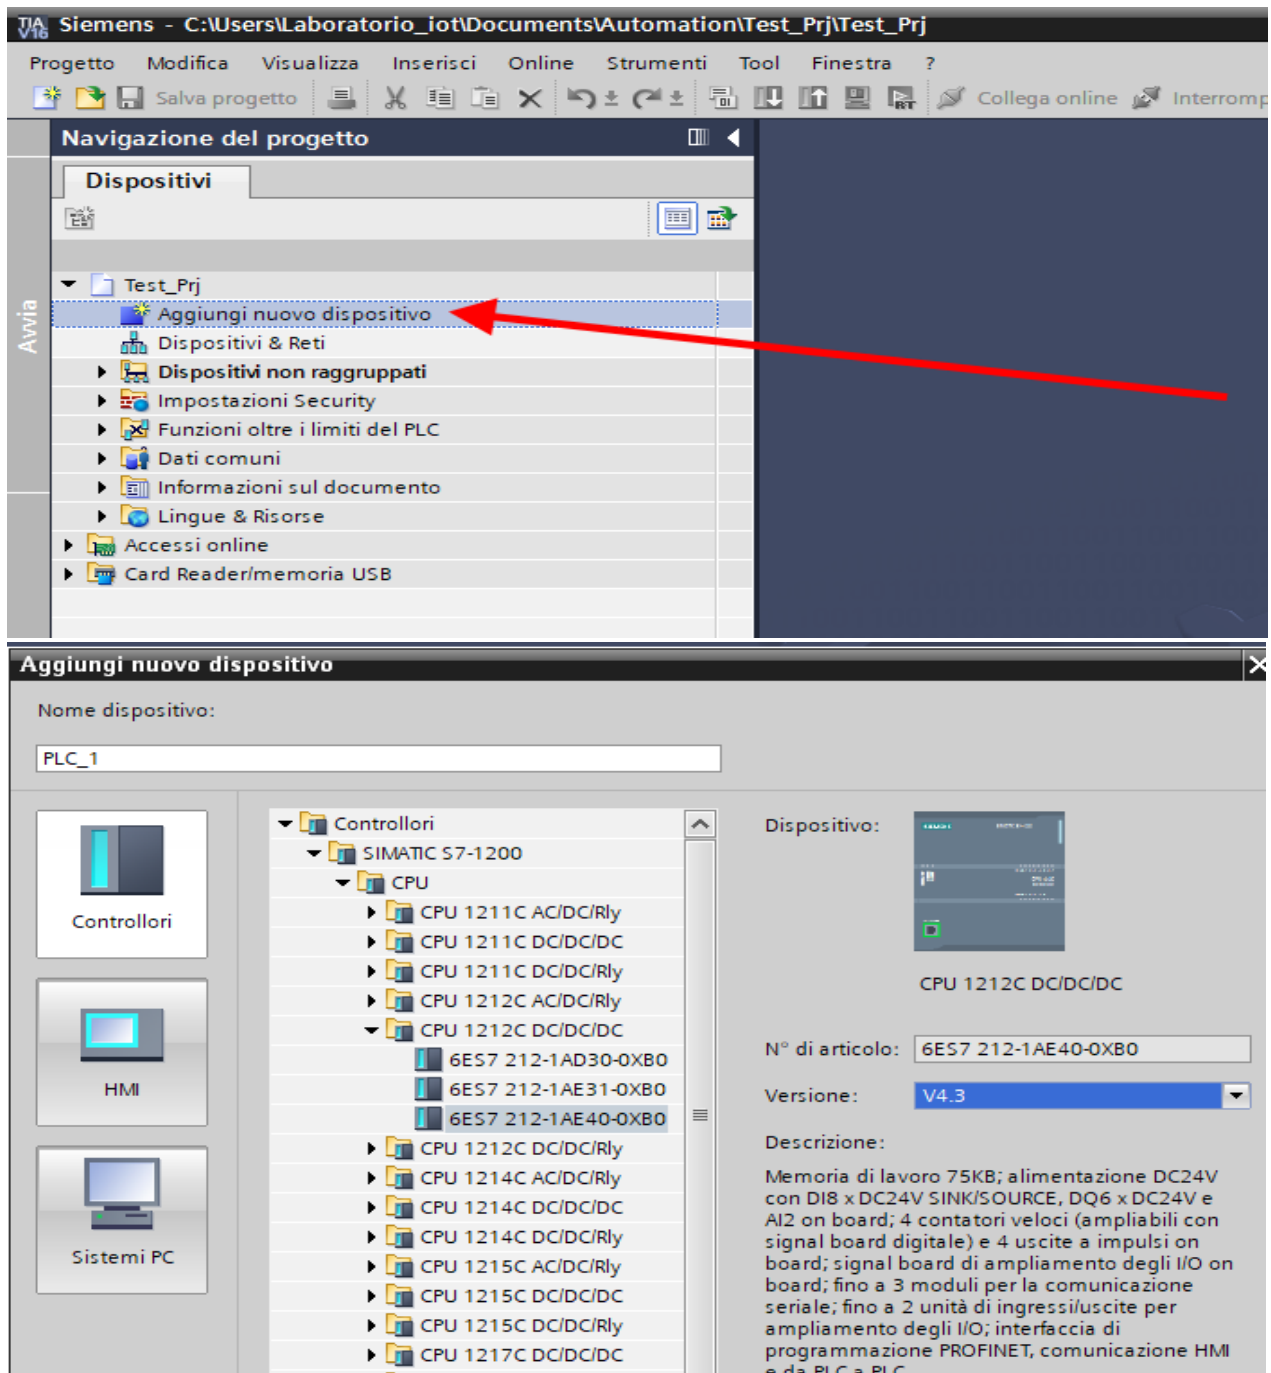 TIA
V16
Siemens - C:\Users\Laboratorio_iot\Documents\Automation\Test_Prj\Test_Prj
Progetto Modifica Visualizza Inserisci Online Strumenti Tool Finestra ?
Salva progetto Collega online Interromp
Navigazione del progetto
Dispositivi
Avvia
Test_Prj
Aggiungi nuovo dispositivo
Dispositivi & Reti
Dispositivi non raggruppati
Impostazioni Security
Funzioni oltre i limiti del PLC
Dati comuni
Informazioni sul documento
Lingue & Risorse
Accessi online
Card Reader/memoria USB
Aggiungi nuovo dispositivo
Nome dispositivo:
PLC_1
Controllori
HMI
Sistemi PC
Controllori
SIMATIC S7-1200
CPU
CPU 1211C AC/DC/Rly
CPU 1211C DC/DC/DC
CPU 1211C DC/DC/Rly
CPU 1212C AC/DC/Rly
CPU 1212C DC/DC/DC
6ES7 212-1AD30-0XB0
6ES7 212-1AE31-0XB0
6ES7 212-1AE40-0XB0
CPU 1212C DC/DC/Rly
CPU 1214C AC/DC/Rly
CPU 1214C DC/DC/DC
CPU 1214C DC/DC/Rly
CPU 1215C AC/DC/Rly
CPU 1215C DC/DC/DC
CPU 1215C DC/DC/Rly
CPU 1217C DC/DC/DC
Dispositivo:
CPU 1212C DC/DC/DC
N° di articolo: 6ES7 212-1AE40-0XB0
Versione: V4.3
Descrizione:
Memoria di lavoro 75KB; alimentazione DC24V
con DI8 x DC24V SINK/SOURCE, DQ6 x DC24V e
AI2 on board; 4 contatori veloci (ampliabili con
signal board digitale) e 4 uscite a impulsi on
board; signal board di ampliamento degli I/O on
board; fino a 3 moduli per la comunicazione
seriale; fino a 2 unità di ingressi/uscite per
ampliamento degli I/O; interfaccia di
programmazione PROFINET, comunicazione HMI
e da PLC a PLC